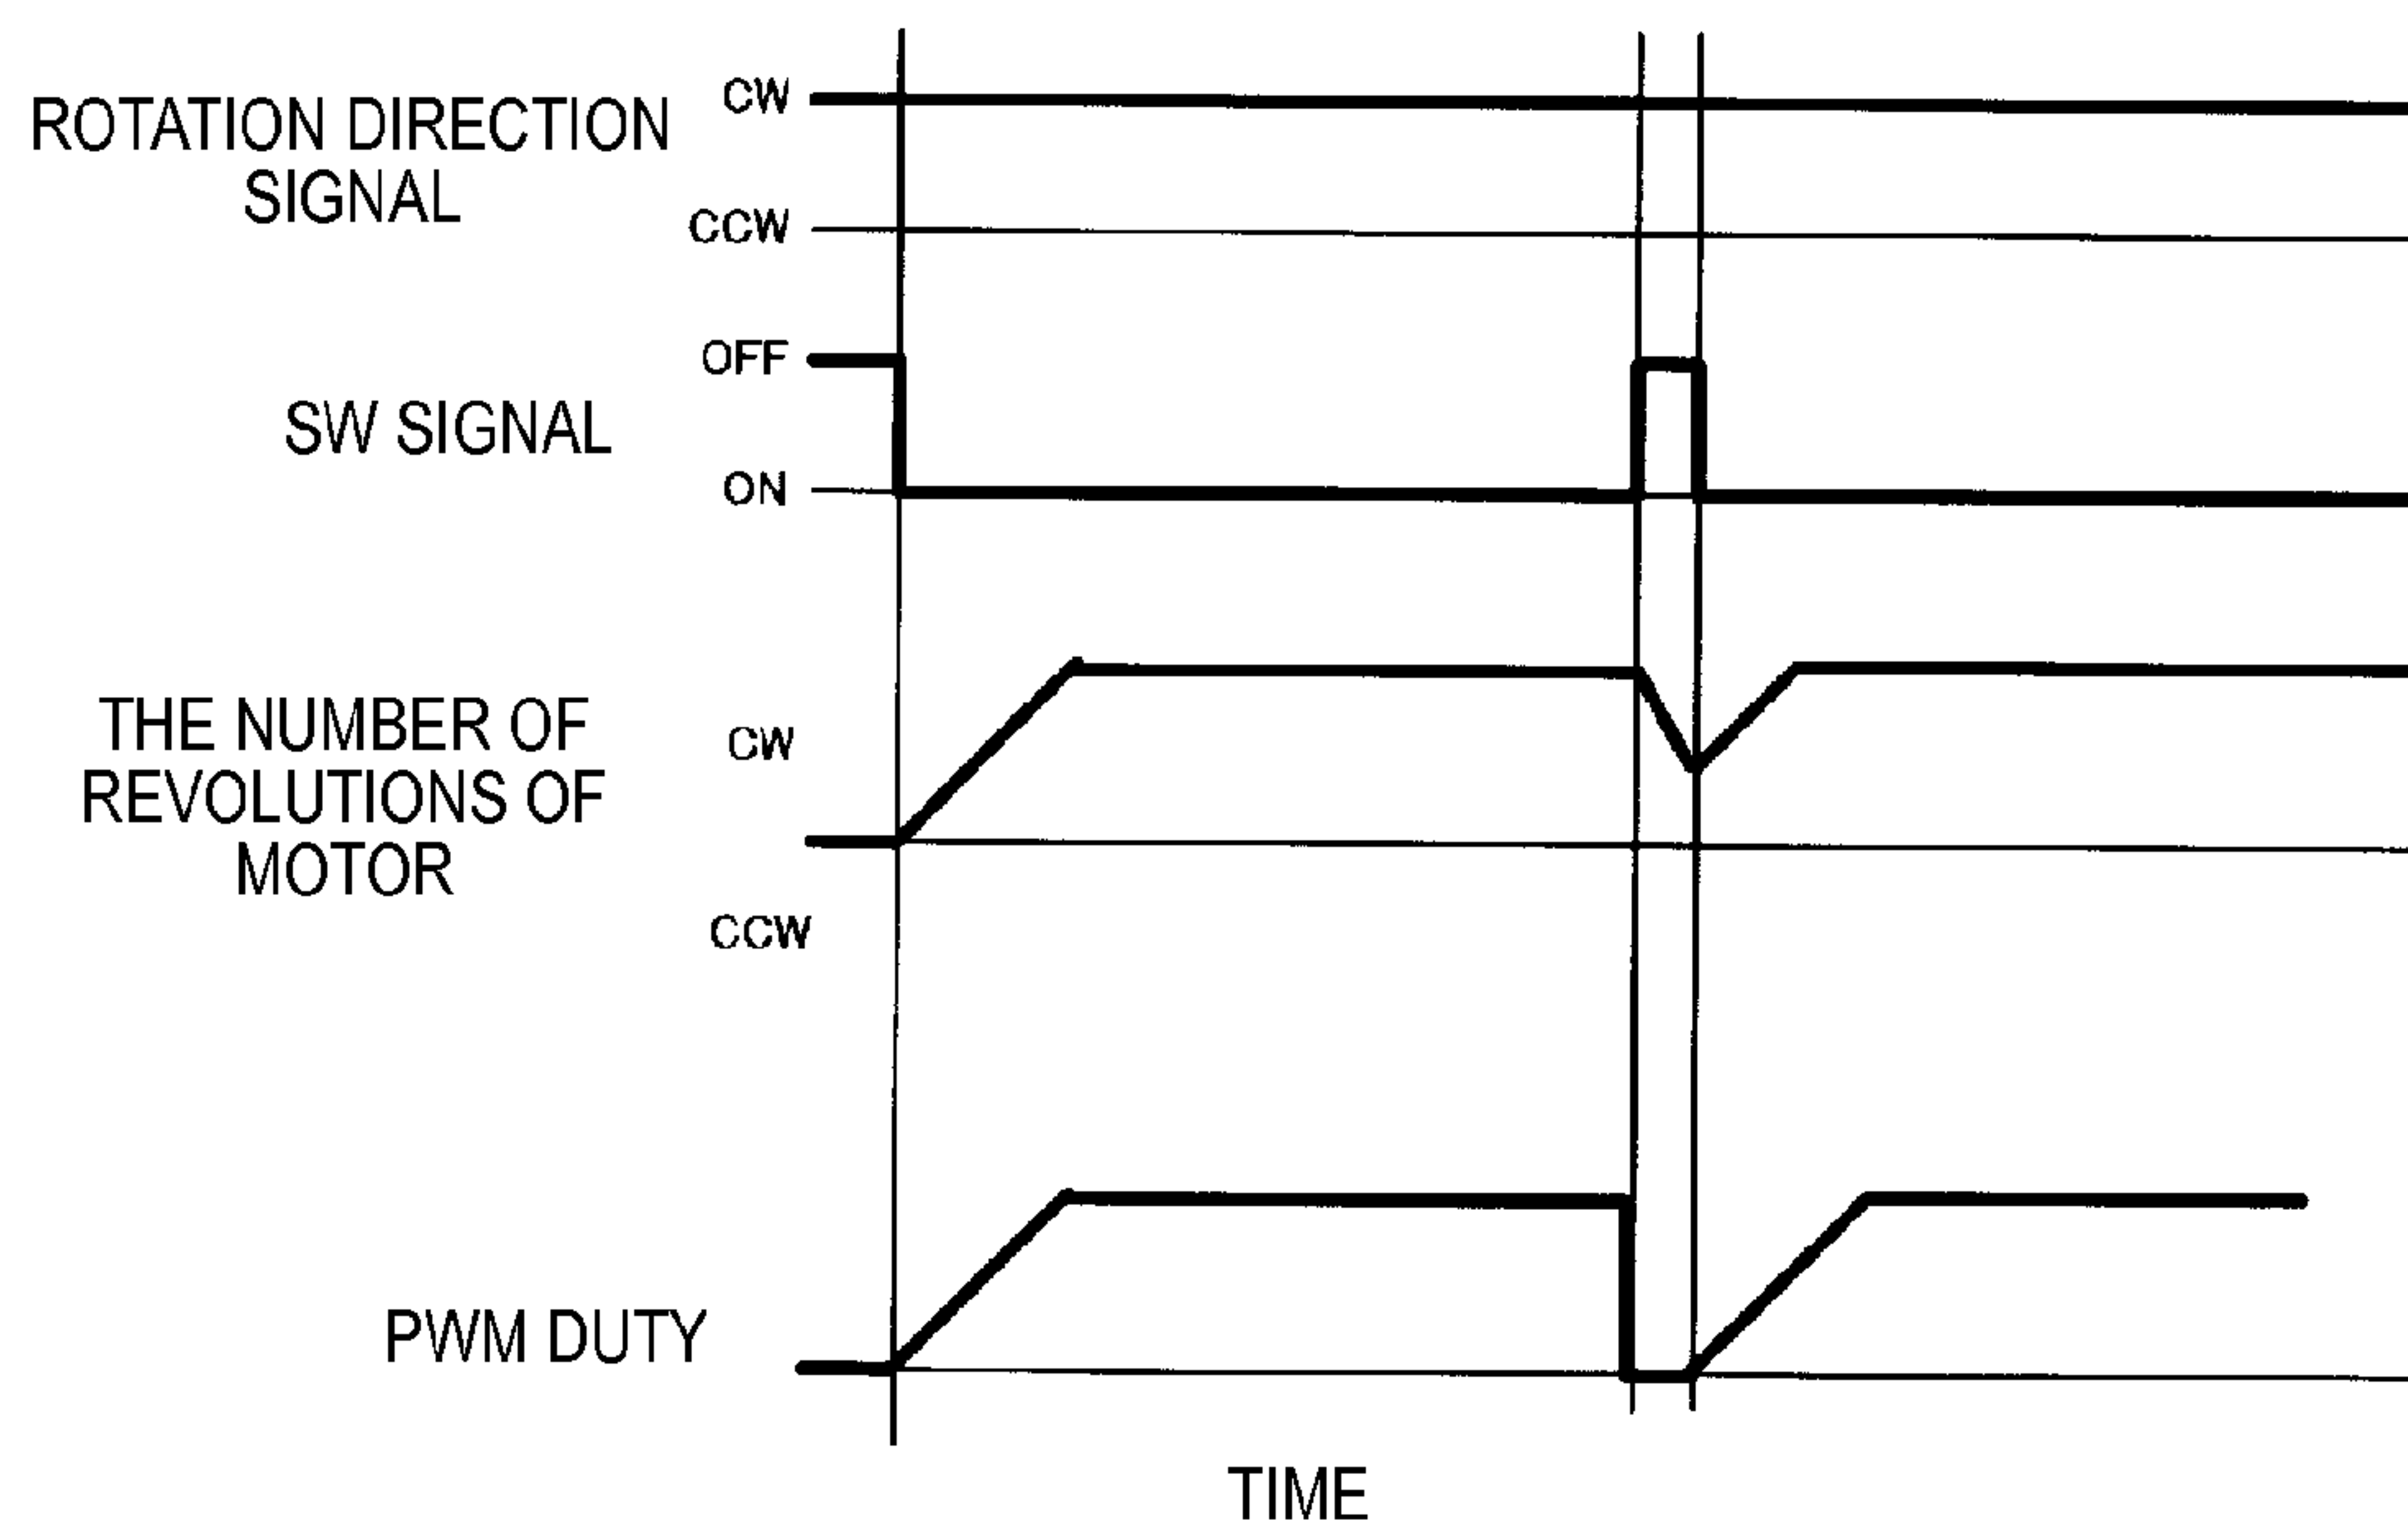 ROTATION DIRECTION
SIGNAL
CW
CCW
SW SIGNAL
OFF
ON
THE NUMBER OF
REVOLUTIONS OF
MOTOR
CW
CCW
PWM DUTY
TIME